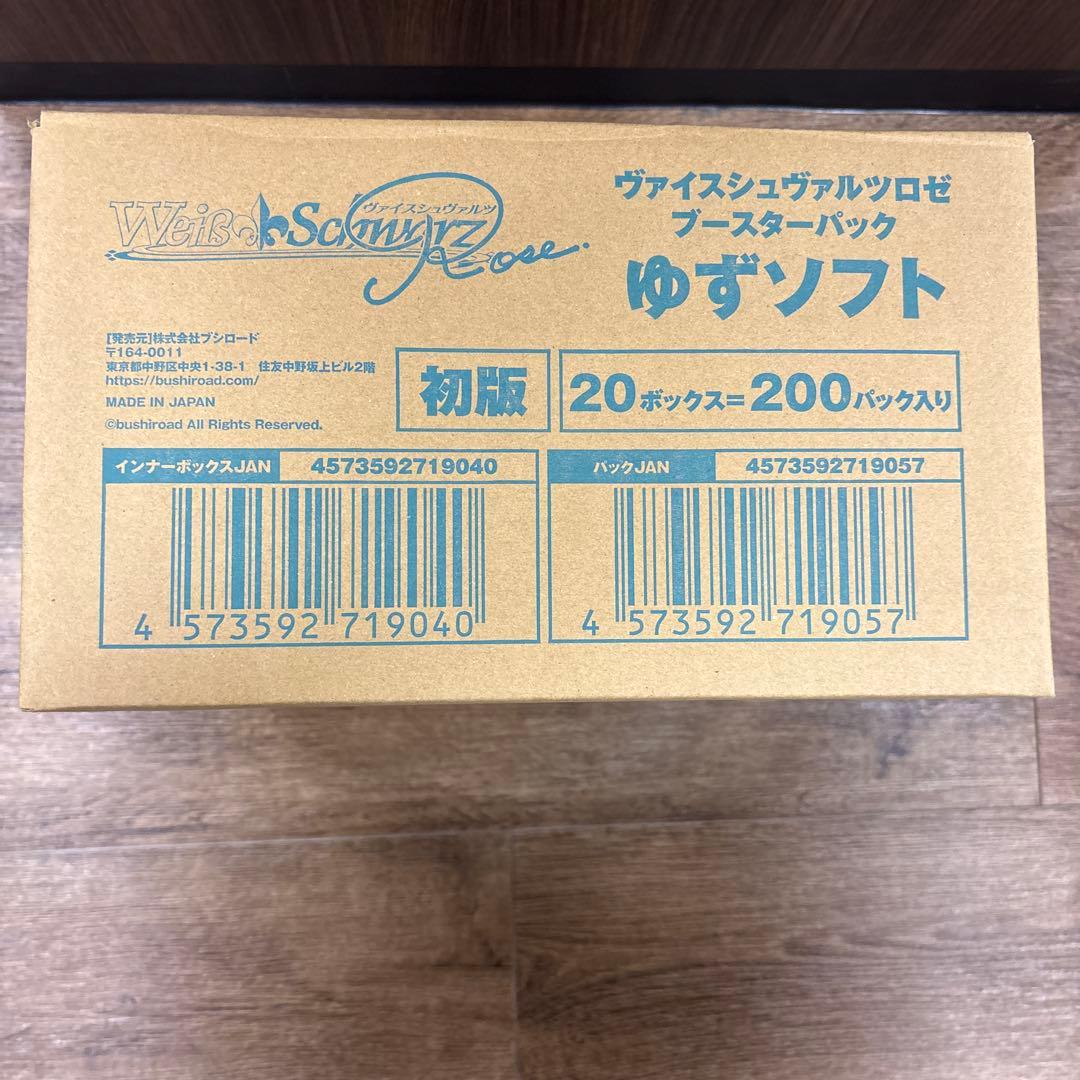 Weiß Schwarz
ヴァイスシュヴァルツ
Rose
ヴァイスシュヴァルツロゼ
ブースターパック
ゆずソフト
[発売元]株式会社ブシロード
〒164-0011
東京都中野区中央1-38-1 住友中野坂上ビル2階
https://bushiroad.com/
MADE IN JAPAN
©bushiroad All Rights Reserved.
初版
20ボックス=200パック入り
インナーボックスJAN 4573592719040
4 573592 719040
パックJAN 4573592719057
4 573592 719057